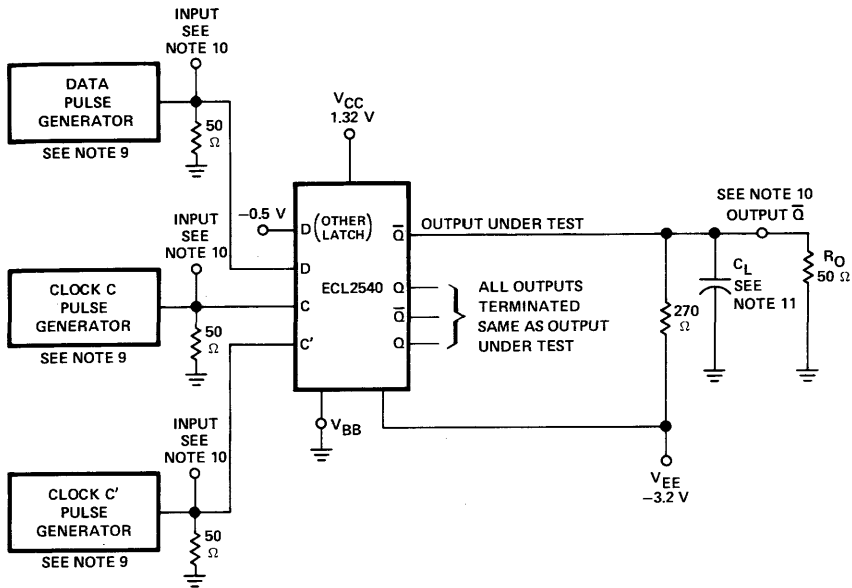 INPUT
SEE
NOTE 10
DATA
PULSE
GENERATOR
SEE NOTE 9
50
Ω
VCC
1.32 V
−0.5 V
D (OTHER LATCH)
Q̅
OUTPUT UNDER TEST
SEE NOTE 10
OUTPUT Q̅
INPUT
SEE
NOTE 10
D
CLOCK C
PULSE
GENERATOR
SEE NOTE 9
50
Ω
C
C'
ECL2540
Q
Q̅
Q
ALL OUTPUTS
TERMINATED
SAME AS OUTPUT
UNDER TEST
270
Ω
CL
SEE
NOTE 11
RO
50 Ω
VBB
VEE
−3.2 V
INPUT
SEE
NOTE 10
CLOCK C'
PULSE
GENERATOR
SEE NOTE 9
50
Ω